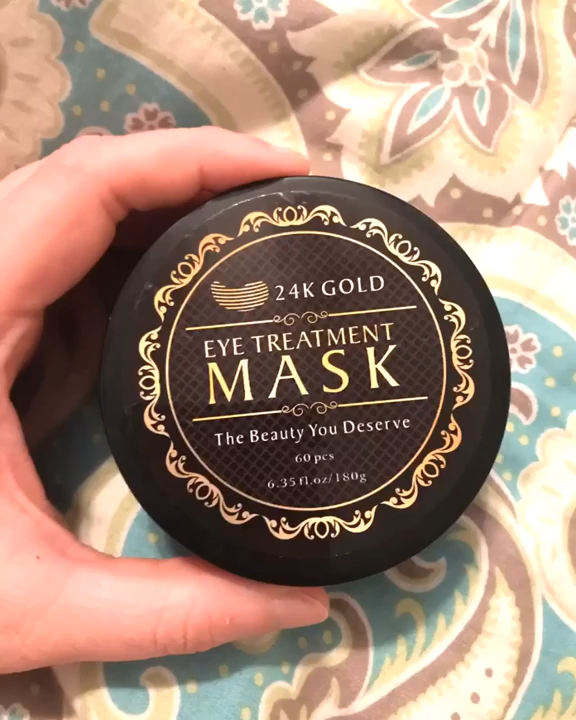 24K GOLD
EYE TREATMENT
MASK
The Beauty You Deserve
60 pcs
6.35 fl.oz/180g